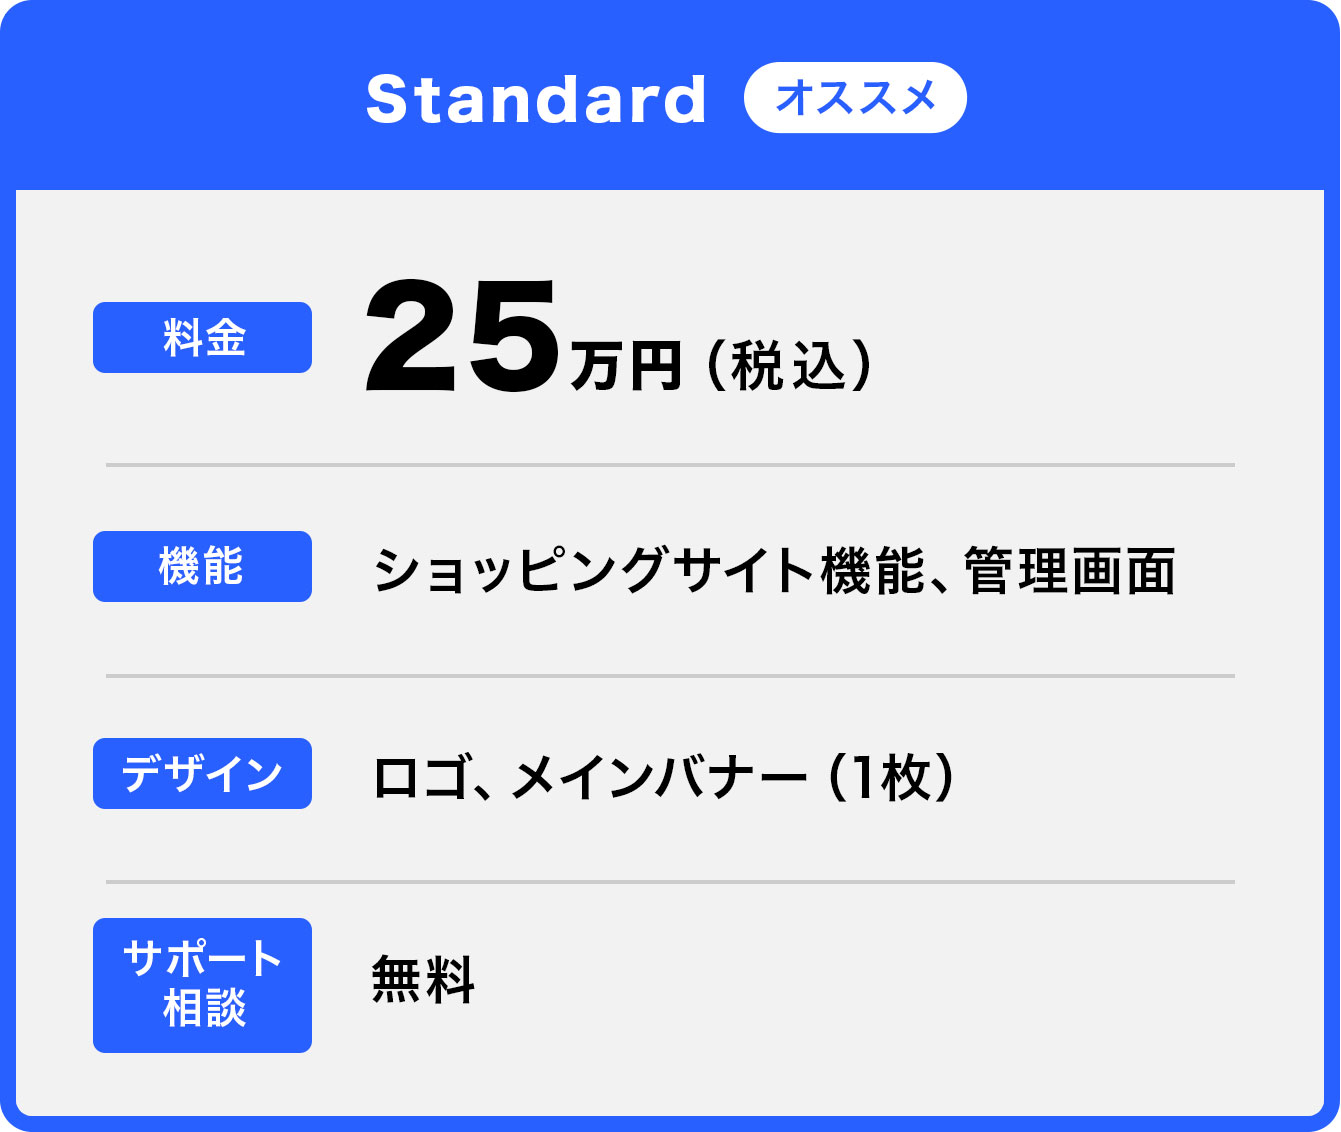 Standard オススメ
料金 25万円（税込）
機能 ショッピングサイト機能、管理画面
デザイン ロゴ、メインバナー（1枚）
サポート
相談
無料